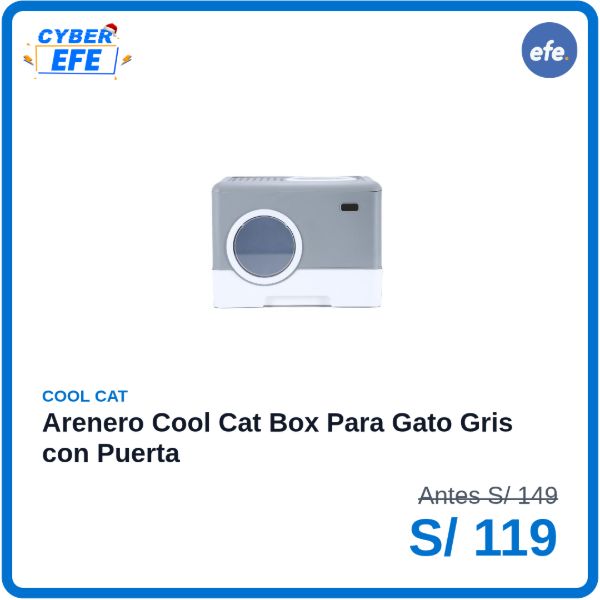 CYBER
EFE
efe.
COOL CAT
Arenero Cool Cat Box Para Gato Gris
con Puerta
Antes S/ 149
S/ 119